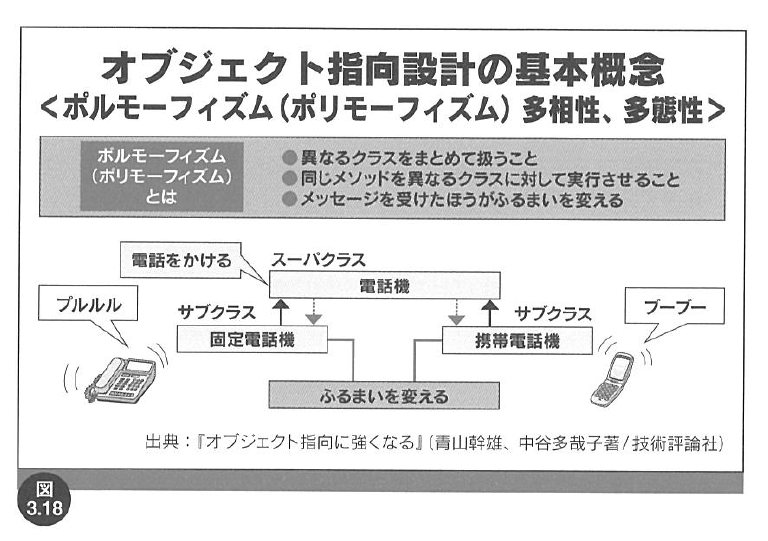 オブジェクト指向設計の基本概念
<ポルモーフィズム(ポリモーフィズム) 多相性、多態性>
ポルモーフィズム
(ポリモーフィズム)
とは
●異なるクラスをまとめて扱うこと
●同じメソッドを異なるクラスに対して実行させること
●メッセージを受けたほうがふるまいを変える
電話をかける
スーパクラス
電話機
プルルル
サブクラス
固定電話機
サブクラス
携帯電話機
ブーブー
ふるまいを変える
出典:『オブジェクト指向に強くなる』(青山幹雄、中谷多哉子著/技術評論社)
図
3.18